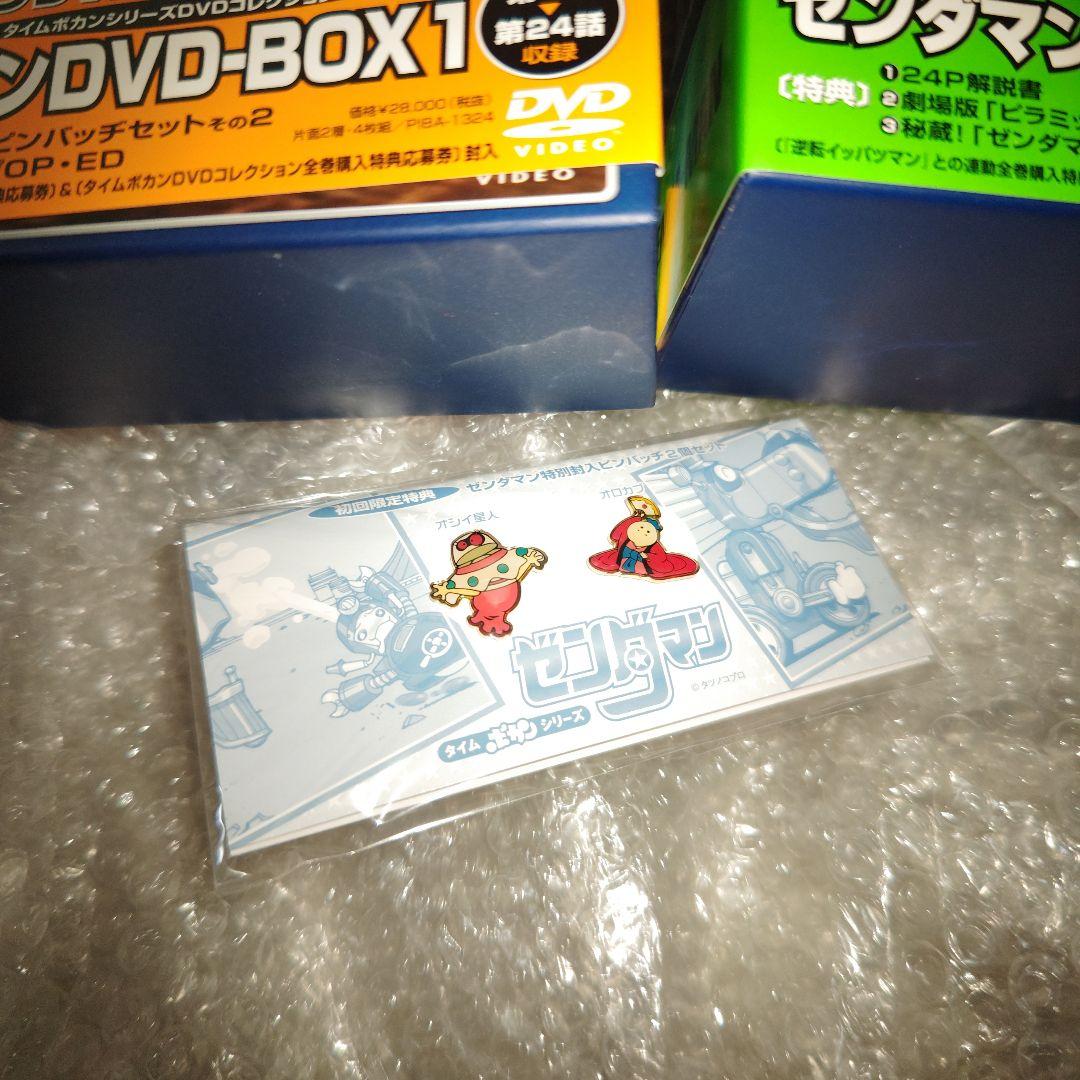 タイムボカンシリーズDVDコレクション
ンDVD-BOX1
第24話
収録
価格¥28,000(税抜)
片面2層・4枚組/PIBA-1324
ピンバッヂセットその2
/OP・ED
典応募券)&(タイムボカンDVDコレクション全巻購入特典応募券)封入
DVD
VIDEO
VIDEO
ゼンダマン
〔特典〕
①24P解説書
②劇場版「ピラミッ
③秘蔵!「ゼンダマ
(『逆転イッパツマン』との連動全巻購入特典
初回限定特典
ゼンダマン特別封入ピンバッチ2個セット
オシイ星人
オロカブ
ゼンダマン
©タツノコプロ
タイムボカンシリーズ